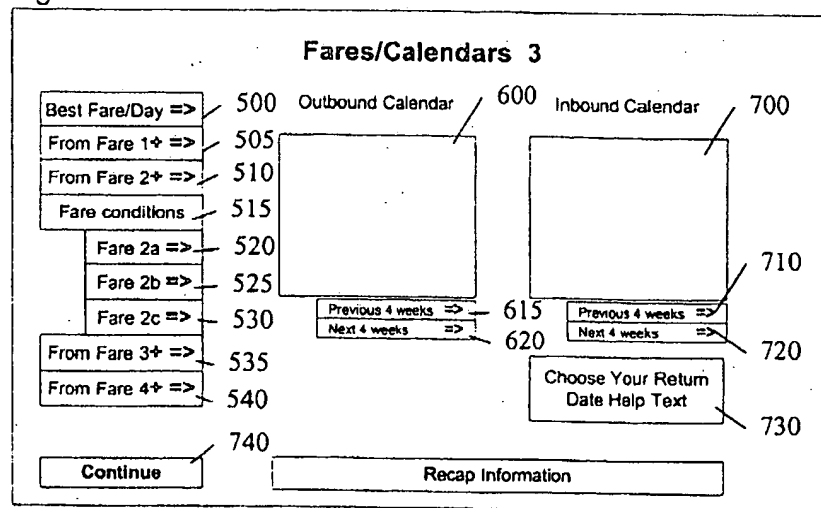 Fares/Calendars 3
Best Fare/Day => 500
From Fare 1+ => 505
From Fare 2+ => 510
Fare conditions 515
Fare 2a => 520
Fare 2b => 525
Fare 2c => 530
From Fare 3+ => 535
From Fare 4+ => 540
Outbound Calendar 600
Previous 4 weeks => 615
Next 4 weeks => 620
Inbound Calendar 700
Previous 4 weeks => 710
Next 4 weeks => 720
Choose Your Return
Date Help Text
730
740
Continue
Recap Information